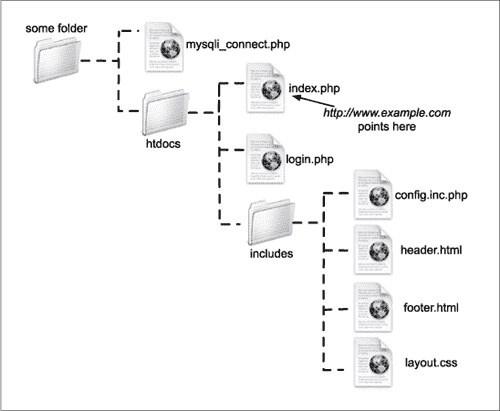 some folder
mysqli_connect.php
htdocs
index.php
http://www.example.com
points here
login.php
includes
config.inc.php
header.html
footer.html
layout.css